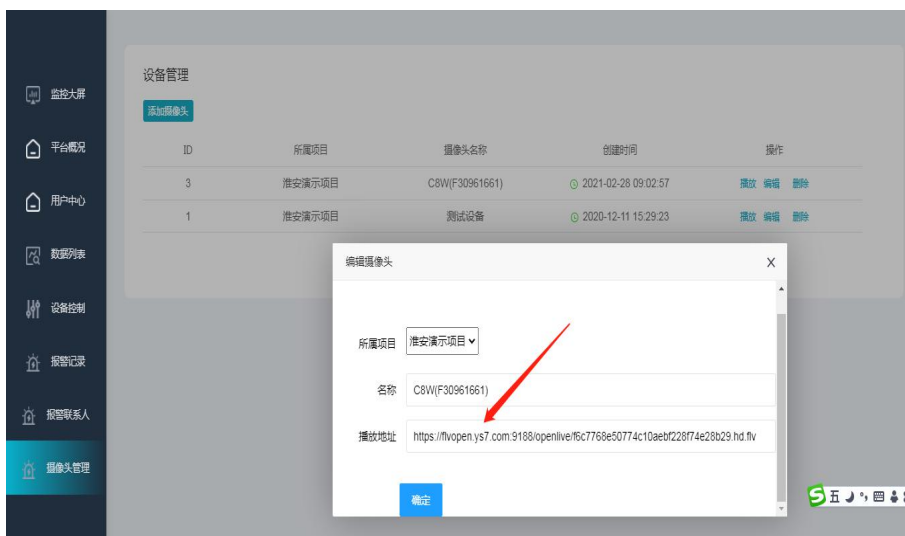 监控大屏
平台概况
用户中心
数据列表
设备控制
报警记录
报警联系人
摄像头管理
设备管理
添加摄像头
ID 所属项目 摄像头名称 创建时间 操作
3 淮安演示项目 C8W(F30961661) 2021-02-28 09:02:57 播放 编辑 删除
1 淮安演示项目 测试设备 2020-12-11 15:29:23 播放 编辑 删除
编辑摄像头 X
所属项目 淮安演示项目
名称 C8W(F30961661)
播放地址 https://flvopen.ys7.com:9188/openlive/f6c7768e50774c10aebf228f74e28b29.hd.flv
确定
五